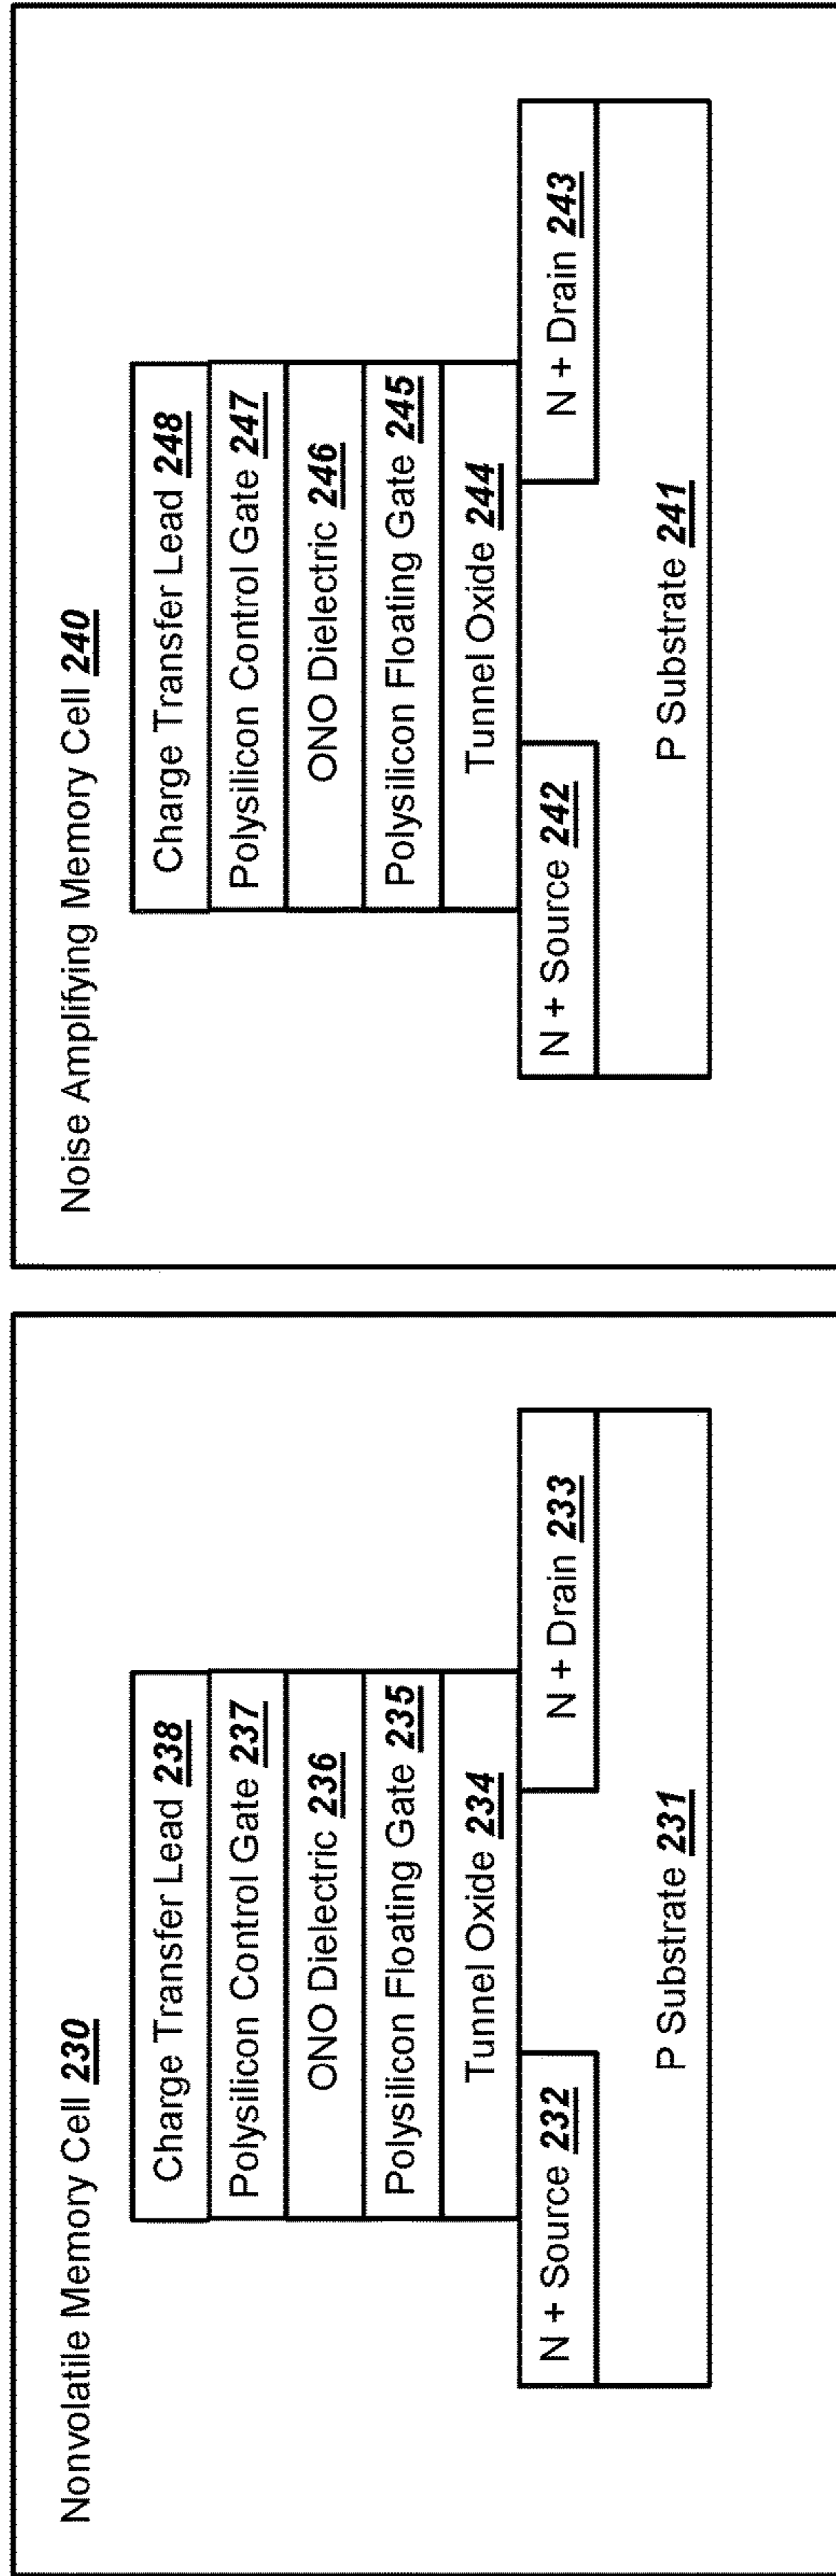 Nonvolatile Memory Cell 230
Charge Transfer Lead 238
Polysilicon Control Gate 237
ONO Dielectric 236
Polysilicon Floating Gate 235
Tunnel Oxide 234
N + Source 232
N + Drain 233
P Substrate 231
Noise Amplifying Memory Cell 240
Charge Transfer Lead 248
Polysilicon Control Gate 247
ONO Dielectric 246
Polysilicon Floating Gate 245
Tunnel Oxide 244
N + Source 242
N + Drain 243
P Substrate 241